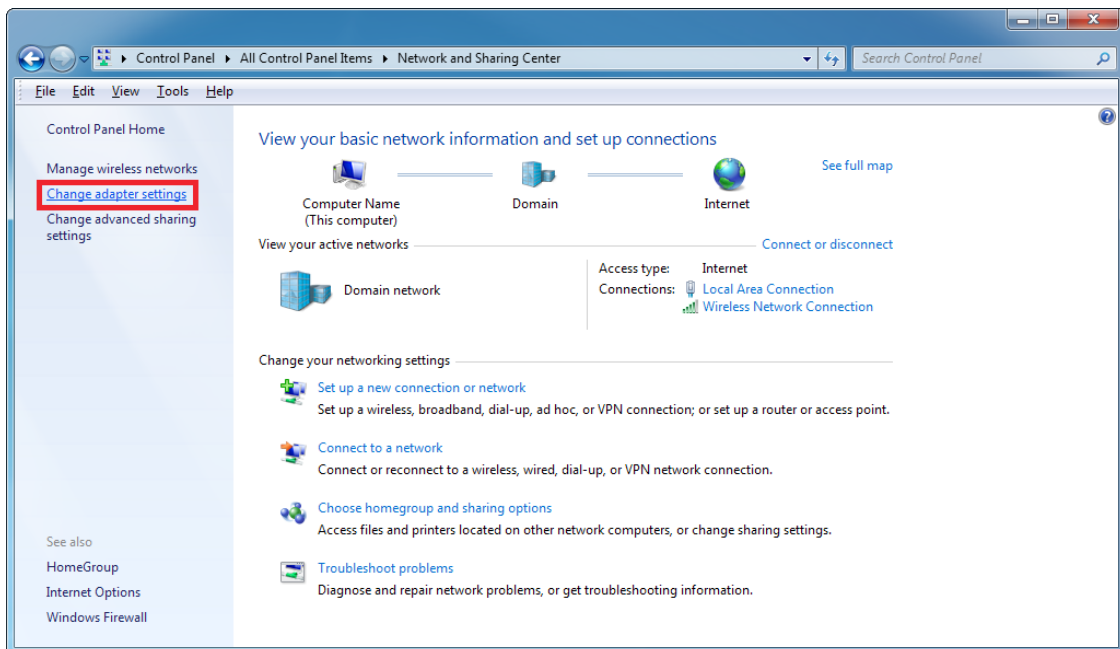 Control Panel ▸ All Control Panel Items ▸ Network and Sharing Center
Search Control Panel
File Edit View Tools Help
Control Panel Home
Manage wireless networks
Change adapter settings
Change advanced sharing
settings
See also
HomeGroup
Internet Options
Windows Firewall
View your basic network information and set up connections
See full map
Computer Name
(This computer)
Domain
Internet
View your active networks
Connect or disconnect
Domain network
Access type: Internet
Connections: Local Area Connection
Wireless Network Connection
Change your networking settings
Set up a new connection or network
Set up a wireless, broadband, dial-up, ad hoc, or VPN connection; or set up a router or access point.
Connect to a network
Connect or reconnect to a wireless, wired, dial-up, or VPN network connection.
Choose homegroup and sharing options
Access files and printers located on other network computers, or change sharing settings.
Troubleshoot problems
Diagnose and repair network problems, or get troubleshooting information.